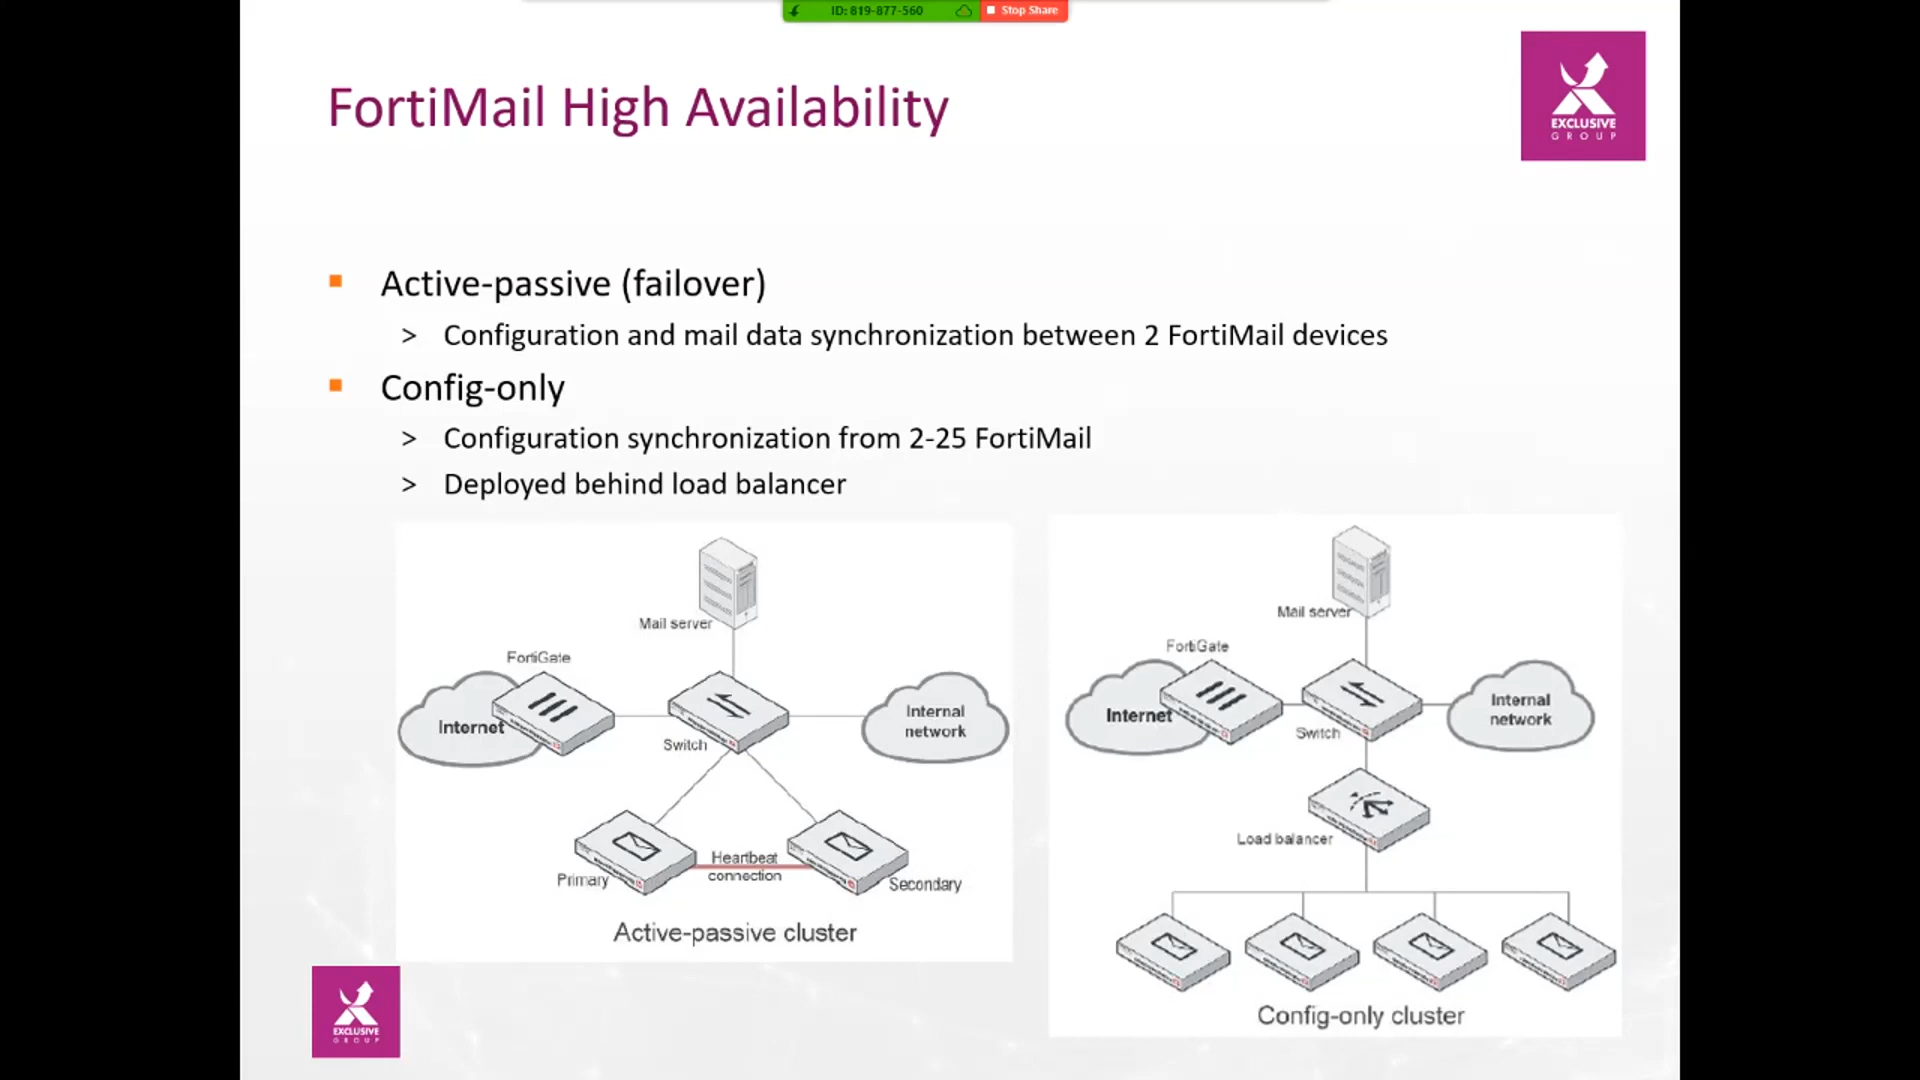 ID: 819-877-560
Stop Share
FortiMail High Availability
EXCLUSIVE
GROUP
Active-passive (failover)
> Configuration and mail data synchronization between 2 FortiMail devices
Config-only
> Configuration synchronization from 2-25 FortiMail
> Deployed behind load balancer
Mail server
FortiGate
Internet
Switch
Internal
network
Primary
Heartbeat
connection
Secondary
Active-passive cluster
Mail server
FortiGate
Internet
Switch
Internal
network
Load balancer
Config-only cluster
EXCLUSIVE
GROUP